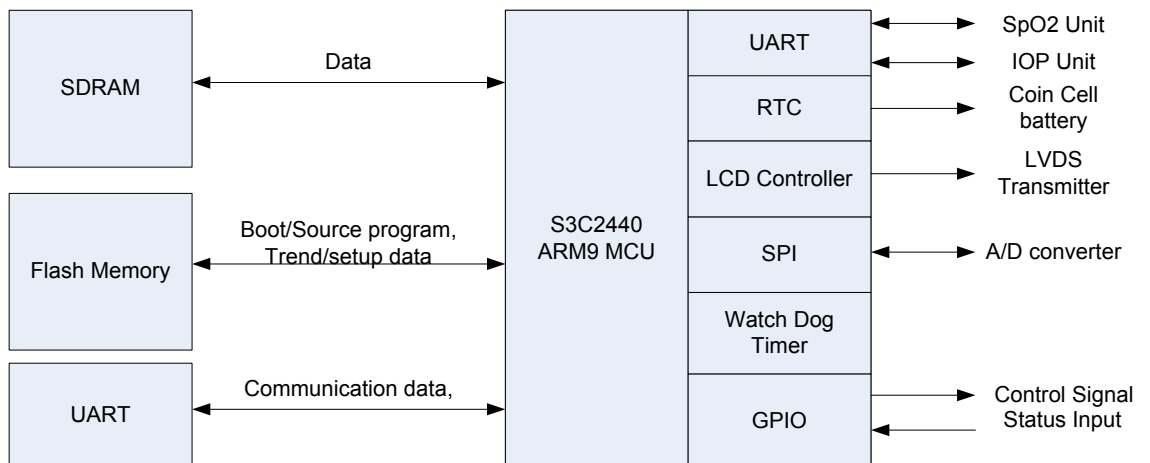 SDRAM
Data
Flash Memory
Boot/Source program,
Trend/setup data
UART
Communication data,
S3C2440
ARM9 MCU
UART
RTC
LCD Controller
SPI
Watch Dog
Timer
GPIO
SpO2 Unit
IOP Unit
Coin Cell
battery
LVDS
Transmitter
A/D converter
Control Signal
Status Input